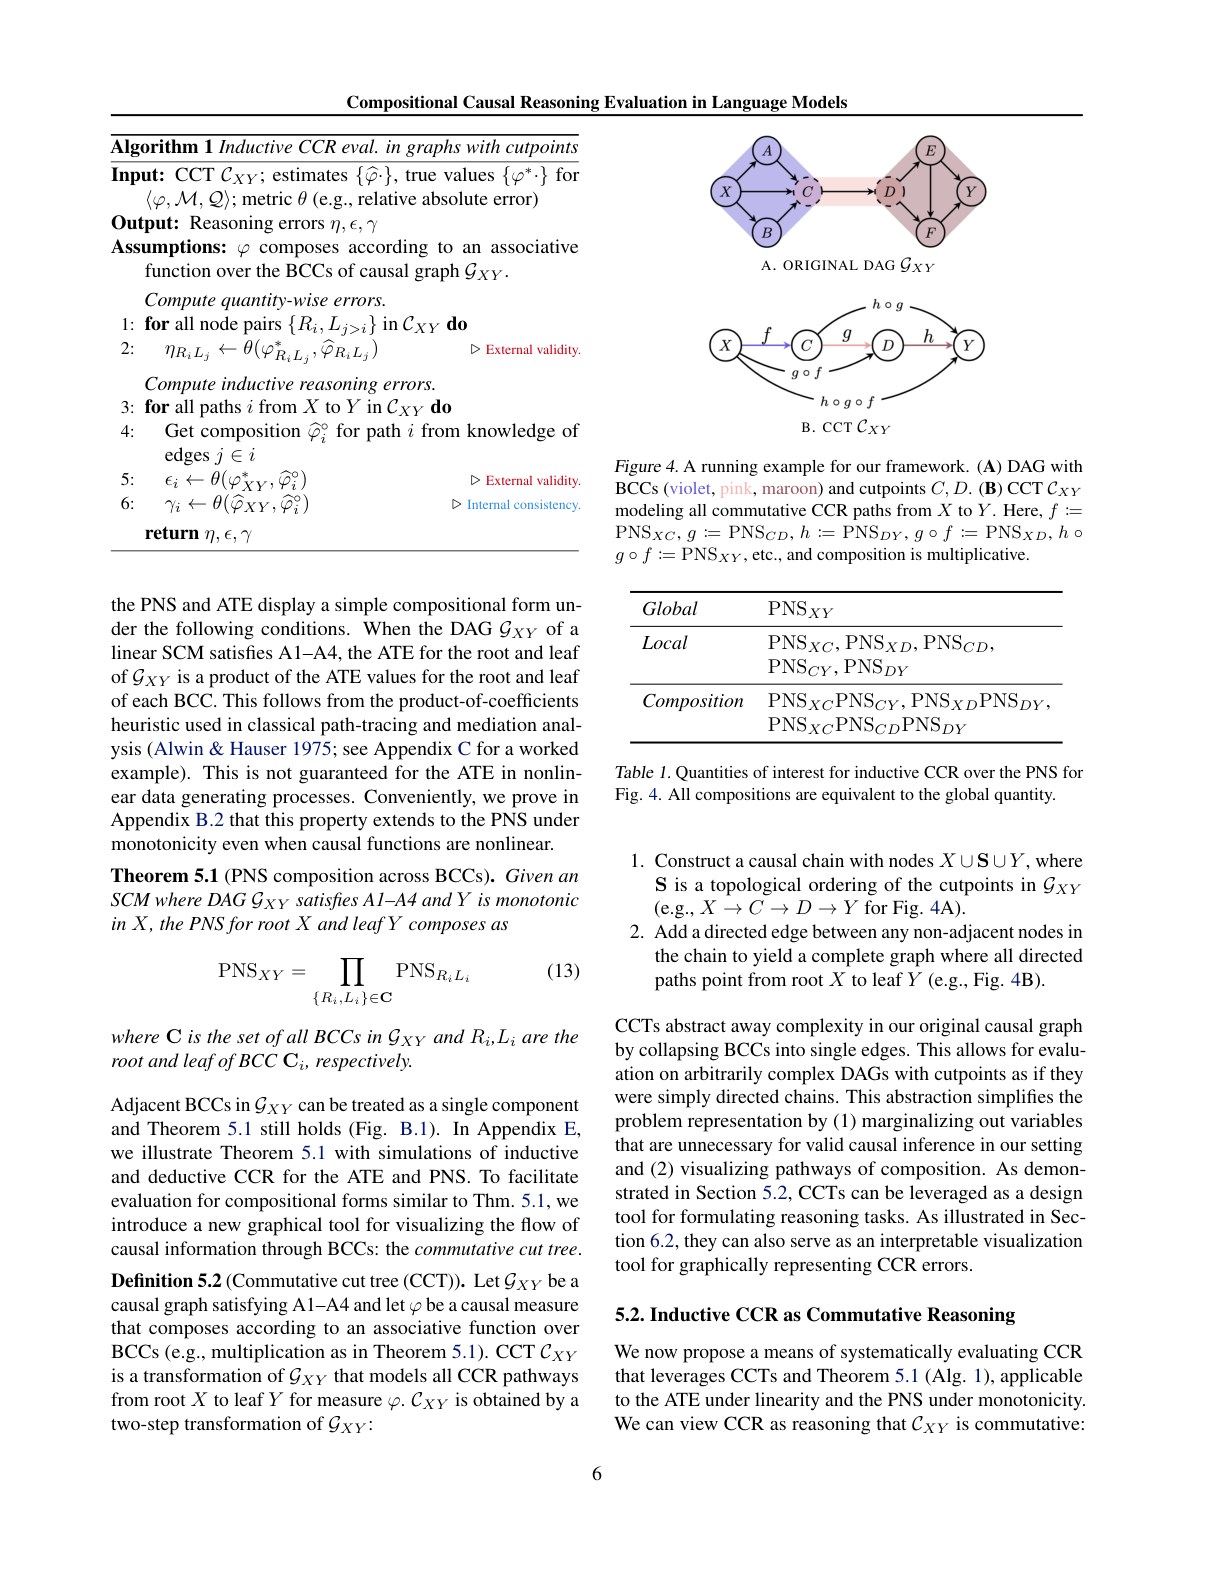 Compositional Causal Reasoning Evaluation in Language Models
Algorithm 1 Inductive CCR eval. in graphs with cutpoints
Input: CCT 𝒞_XY; estimates {φ̂·}, true values {φ*·} for
⟨φ, ℳ, 𝒬⟩; metric θ (e.g., relative absolute error)
Output: Reasoning errors η, ϵ, γ
Assumptions: φ composes according to an associative
function over the BCCs of causal graph 𝒢_XY.
Compute quantity-wise errors.
1: for all node pairs {R_i, L_{j>i}} in 𝒞_XY do
2: η_{R_iL_j} ← θ(φ*_{R_iL_j}, φ̂_{R_iL_j}) ▷ External validity.
Compute inductive reasoning errors.
3: for all paths i from X to Y in 𝒞_XY do
4: Get composition φ̂°_i for path i from knowledge of
edges j ∈ i
5: ϵ_i ← θ(φ*_XY, φ̂°_i) ▷ External validity.
6: γ_i ← θ(φ̂_XY, φ̂°_i) ▷ Internal consistency.
return η, ϵ, γ
the PNS and ATE display a simple compositional form un-
der the following conditions. When the DAG 𝒢_XY of a
linear SCM satisfies A1–A4, the ATE for the root and leaf
of 𝒢_XY is a product of the ATE values for the root and leaf
of each BCC. This follows from the product-of-coefficients
heuristic used in classical path-tracing and mediation anal-
ysis (Alwin & Hauser 1975; see Appendix C for a worked
example). This is not guaranteed for the ATE in nonlin-
ear data generating processes. Conveniently, we prove in
Appendix B.2 that this property extends to the PNS under
monotonicity even when causal functions are nonlinear.
Theorem 5.1 (PNS composition across BCCs). Given an
SCM where DAG 𝒢_XY satisfies A1–A4 and Y is monotonic
in X, the PNS for root X and leaf Y composes as
PNS_XY = ∏_{{R_i,L_i}∈C} PNS_{R_iL_i} (13)
where C is the set of all BCCs in 𝒢_XY and R_i,L_i are the
root and leaf of BCC C_i, respectively.
Adjacent BCCs in 𝒢_XY can be treated as a single component
and Theorem 5.1 still holds (Fig. B.1). In Appendix E,
we illustrate Theorem 5.1 with simulations of inductive
and deductive CCR for the ATE and PNS. To facilitate
evaluation for compositional forms similar to Thm. 5.1, we
introduce a new graphical tool for visualizing the flow of
causal information through BCCs: the commutative cut tree.
Definition 5.2 (Commutative cut tree (CCT)). Let 𝒢_XY be a
causal graph satisfying A1–A4 and let φ be a causal measure
that composes according to an associative function over
BCCs (e.g., multiplication as in Theorem 5.1). CCT 𝒞_XY
is a transformation of 𝒢_XY that models all CCR pathways
from root X to leaf Y for measure φ. 𝒞_XY is obtained by a
two-step transformation of 𝒢_XY:
A E
X C D Y
B F
A. ORIGINAL DAG 𝒢_XY
h ∘ g
X f C g D h Y
g ∘ f
h ∘ g ∘ f
B. CCT 𝒞_XY
Figure 4. A running example for our framework. (A) DAG with
BCCs (violet, pink, maroon) and cutpoints C, D. (B) CCT 𝒞_XY
modeling all commutative CCR paths from X to Y. Here, f :=
PNS_XC, g := PNS_CD, h := PNS_DY, g ∘ f := PNS_XD, h ∘
g ∘ f := PNS_XY, etc., and composition is multiplicative.
Global PNS_XY
Local PNS_XC, PNS_XD, PNS_CD,
PNS_CY, PNS_DY
Composition PNS_XCPNS_CY, PNS_XDPNS_DY,
PNS_XCPNS_CDPNS_DY
Table 1. Quantities of interest for inductive CCR over the PNS for
Fig. 4. All compositions are equivalent to the global quantity.
1. Construct a causal chain with nodes X ∪ S ∪ Y, where
S is a topological ordering of the cutpoints in 𝒢_XY
(e.g., X → C → D → Y for Fig. 4A).
2. Add a directed edge between any non-adjacent nodes in
the chain to yield a complete graph where all directed
paths point from root X to leaf Y (e.g., Fig. 4B).
CCTs abstract away complexity in our original causal graph
by collapsing BCCs into single edges. This allows for evalu-
ation on arbitrarily complex DAGs with cutpoints as if they
were simply directed chains. This abstraction simplifies the
problem representation by (1) marginalizing out variables
that are unnecessary for valid causal inference in our setting
and (2) visualizing pathways of composition. As demon-
strated in Section 5.2, CCTs can be leveraged as a design
tool for formulating reasoning tasks. As illustrated in Sec-
tion 6.2, they can also serve as an interpretable visualization
tool for graphically representing CCR errors.
5.2. Inductive CCR as Commutative Reasoning
We now propose a means of systematically evaluating CCR
that leverages CCTs and Theorem 5.1 (Alg. 1), applicable
to the ATE under linearity and the PNS under monotonicity.
We can view CCR as reasoning that 𝒞_XY is commutative:
6